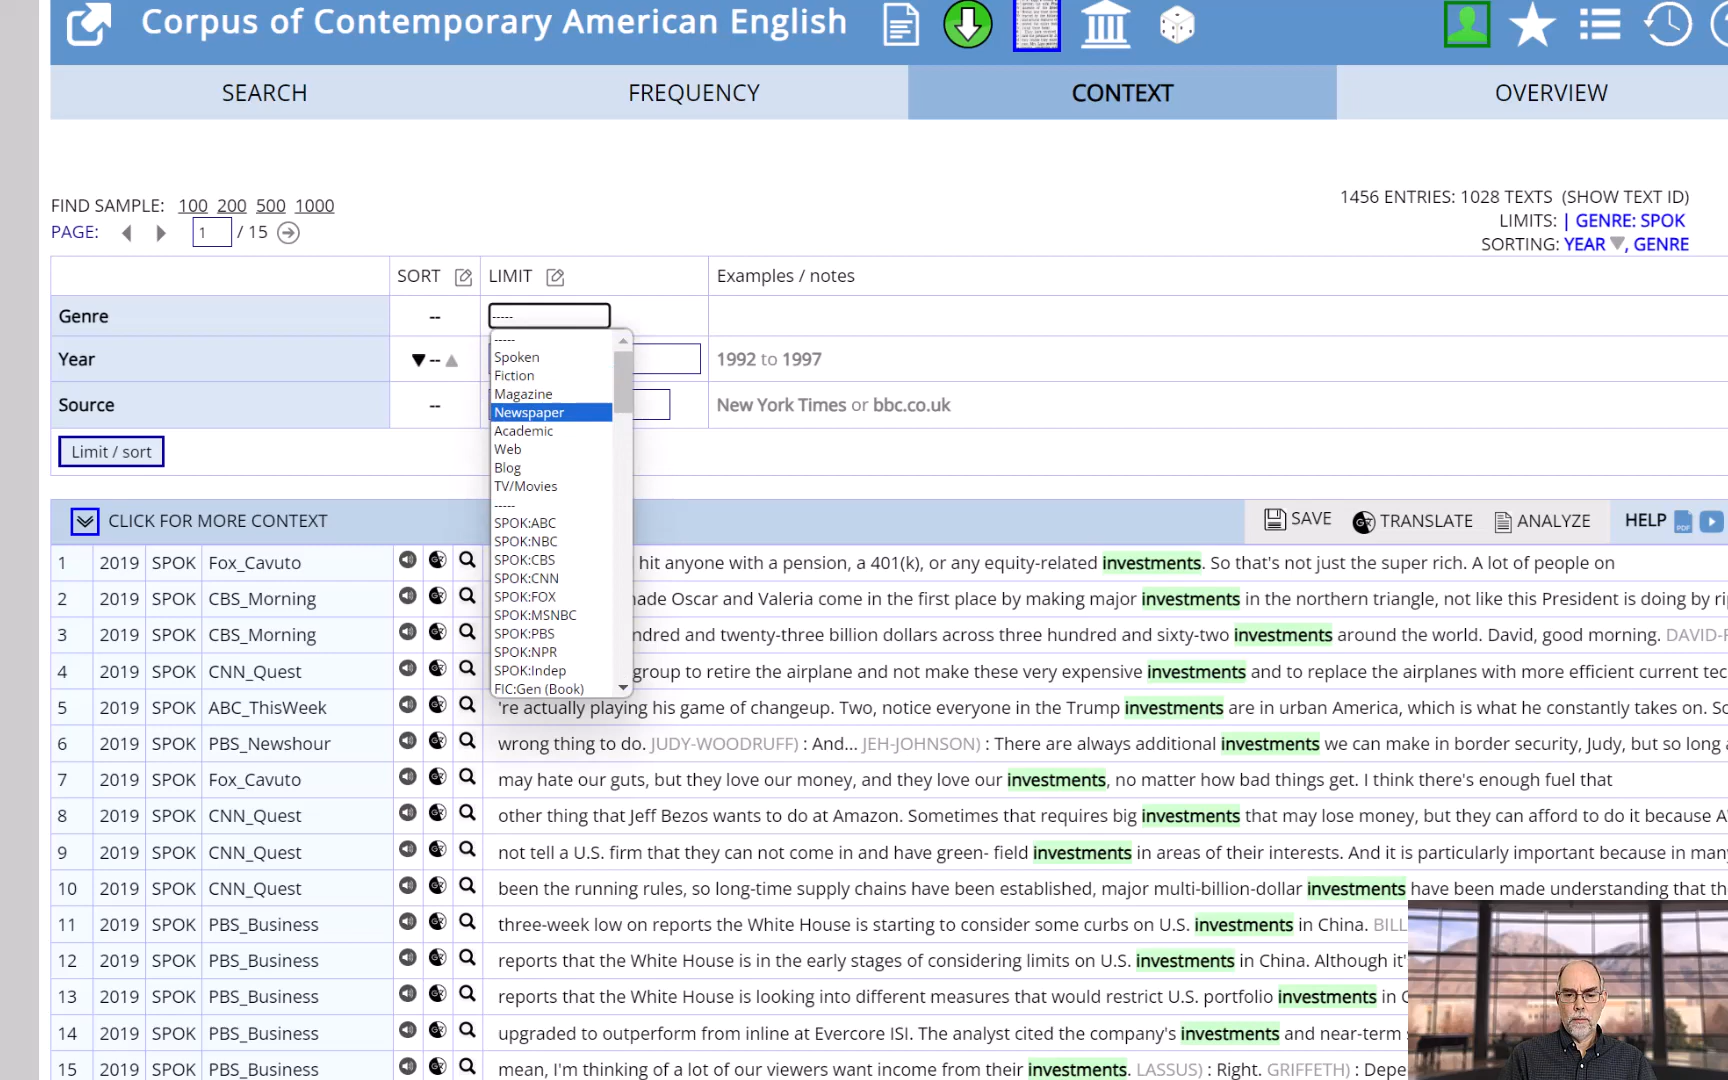 Corpus of Contemporary American English
SEARCH FREQUENCY CONTEXT OVERVIEW
FIND SAMPLE: 100 200 500 1000
PAGE: 1 / 15
1456 ENTRIES: 1028 TEXTS (SHOW TEXT ID)
LIMITS: | GENRE: SPOK
SORTING: YEAR , GENRE
SORT LIMIT Examples / notes
Genre -- -----
Year -- 1992 to 1997
Source -- New York Times or bbc.co.uk
Limit / sort
-----
Spoken
Fiction
Magazine
Newspaper
Academic
Web
Blog
TV/Movies
-----
SPOK:ABC
SPOK:NBC
SPOK:CBS
SPOK:CNN
SPOK:FOX
SPOK:MSNBC
SPOK:PBS
SPOK:NPR
SPOK:Indep
FIC:Gen (Book)
CLICK FOR MORE CONTEXT SAVE TRANSLATE ANALYZE HELP
1 2019 SPOK Fox_Cavuto hit anyone with a pension, a 401(k), or any equity-related investments. So that's not just the super rich. A lot of people on
2 2019 SPOK CBS_Morning Oscar and Valeria come in the first place by making major investments in the northern triangle, not like this President is doing by
3 2019 SPOK CBS_Morning and twenty-three billion dollars across three hundred and sixty-two investments around the world. David, good morning.
4 2019 SPOK CNN_Quest group to retire the airplane and not make these very expensive investments and to replace the airplanes with more efficient current
5 2019 SPOK ABC_ThisWeek 're actually playing his game of changeup. Two, notice everyone in the Trump investments are in urban America, which is what he constantly takes on.
6 2019 SPOK PBS_Newshour wrong thing to do. JUDY-WOODRUFF) : And... JEH-JOHNSON) : There are always additional investments we can make in border security, Judy, but so long
7 2019 SPOK Fox_Cavuto may hate our guts, but they love our money, and they love our investments, no matter how bad things get. I think there's enough fuel that
8 2019 SPOK CNN_Quest other thing that Jeff Bezos wants to do at Amazon. Sometimes that requires big investments that may lose money, but they can afford to do it because
9 2019 SPOK CNN_Quest not tell a U.S. firm that they can not come in and have green- field investments in areas of their interests. And it is particularly important because in
10 2019 SPOK CNN_Quest been the running rules, so long-time supply chains have been established, major multi-billion-dollar investments have been made understanding that
11 2019 SPOK PBS_Business three-week low on reports the White House is starting to consider some curbs on U.S. investments in China. BILL
12 2019 SPOK PBS_Business reports that the White House is in the early stages of considering limits on U.S. investments in China. Although it'
13 2019 SPOK PBS_Business reports that the White House is looking into different measures that would restrict U.S. portfolio investments in
14 2019 SPOK PBS_Business upgraded to outperform from inline at Evercore ISI. The analyst cited the company's investments and near-term
15 2019 SPOK PBS_Business mean, I'm thinking of a lot of our viewers want income from their investments. LASSUS) : Right. GRIFFETH) : Depe